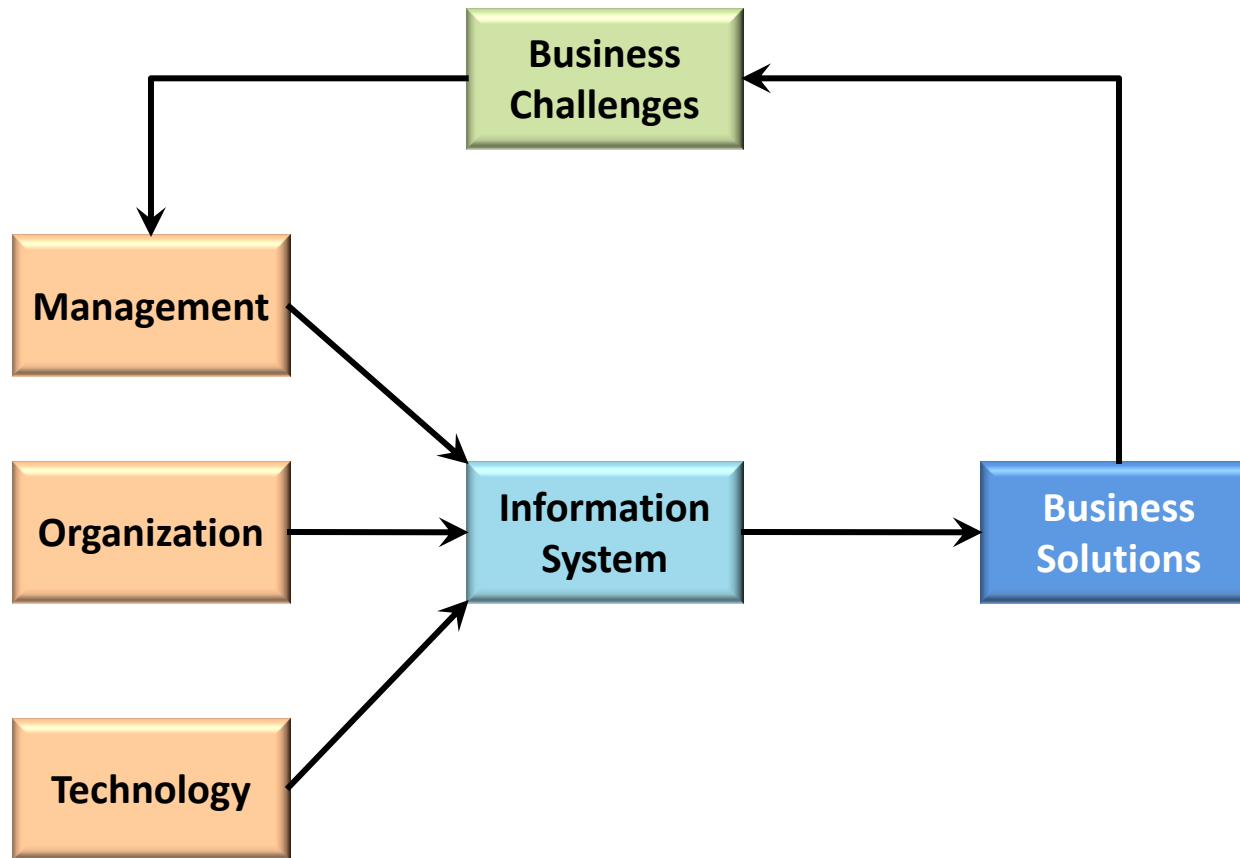 Business
Challenges
Management
Organization
Information
System
Business
Solutions
Technology